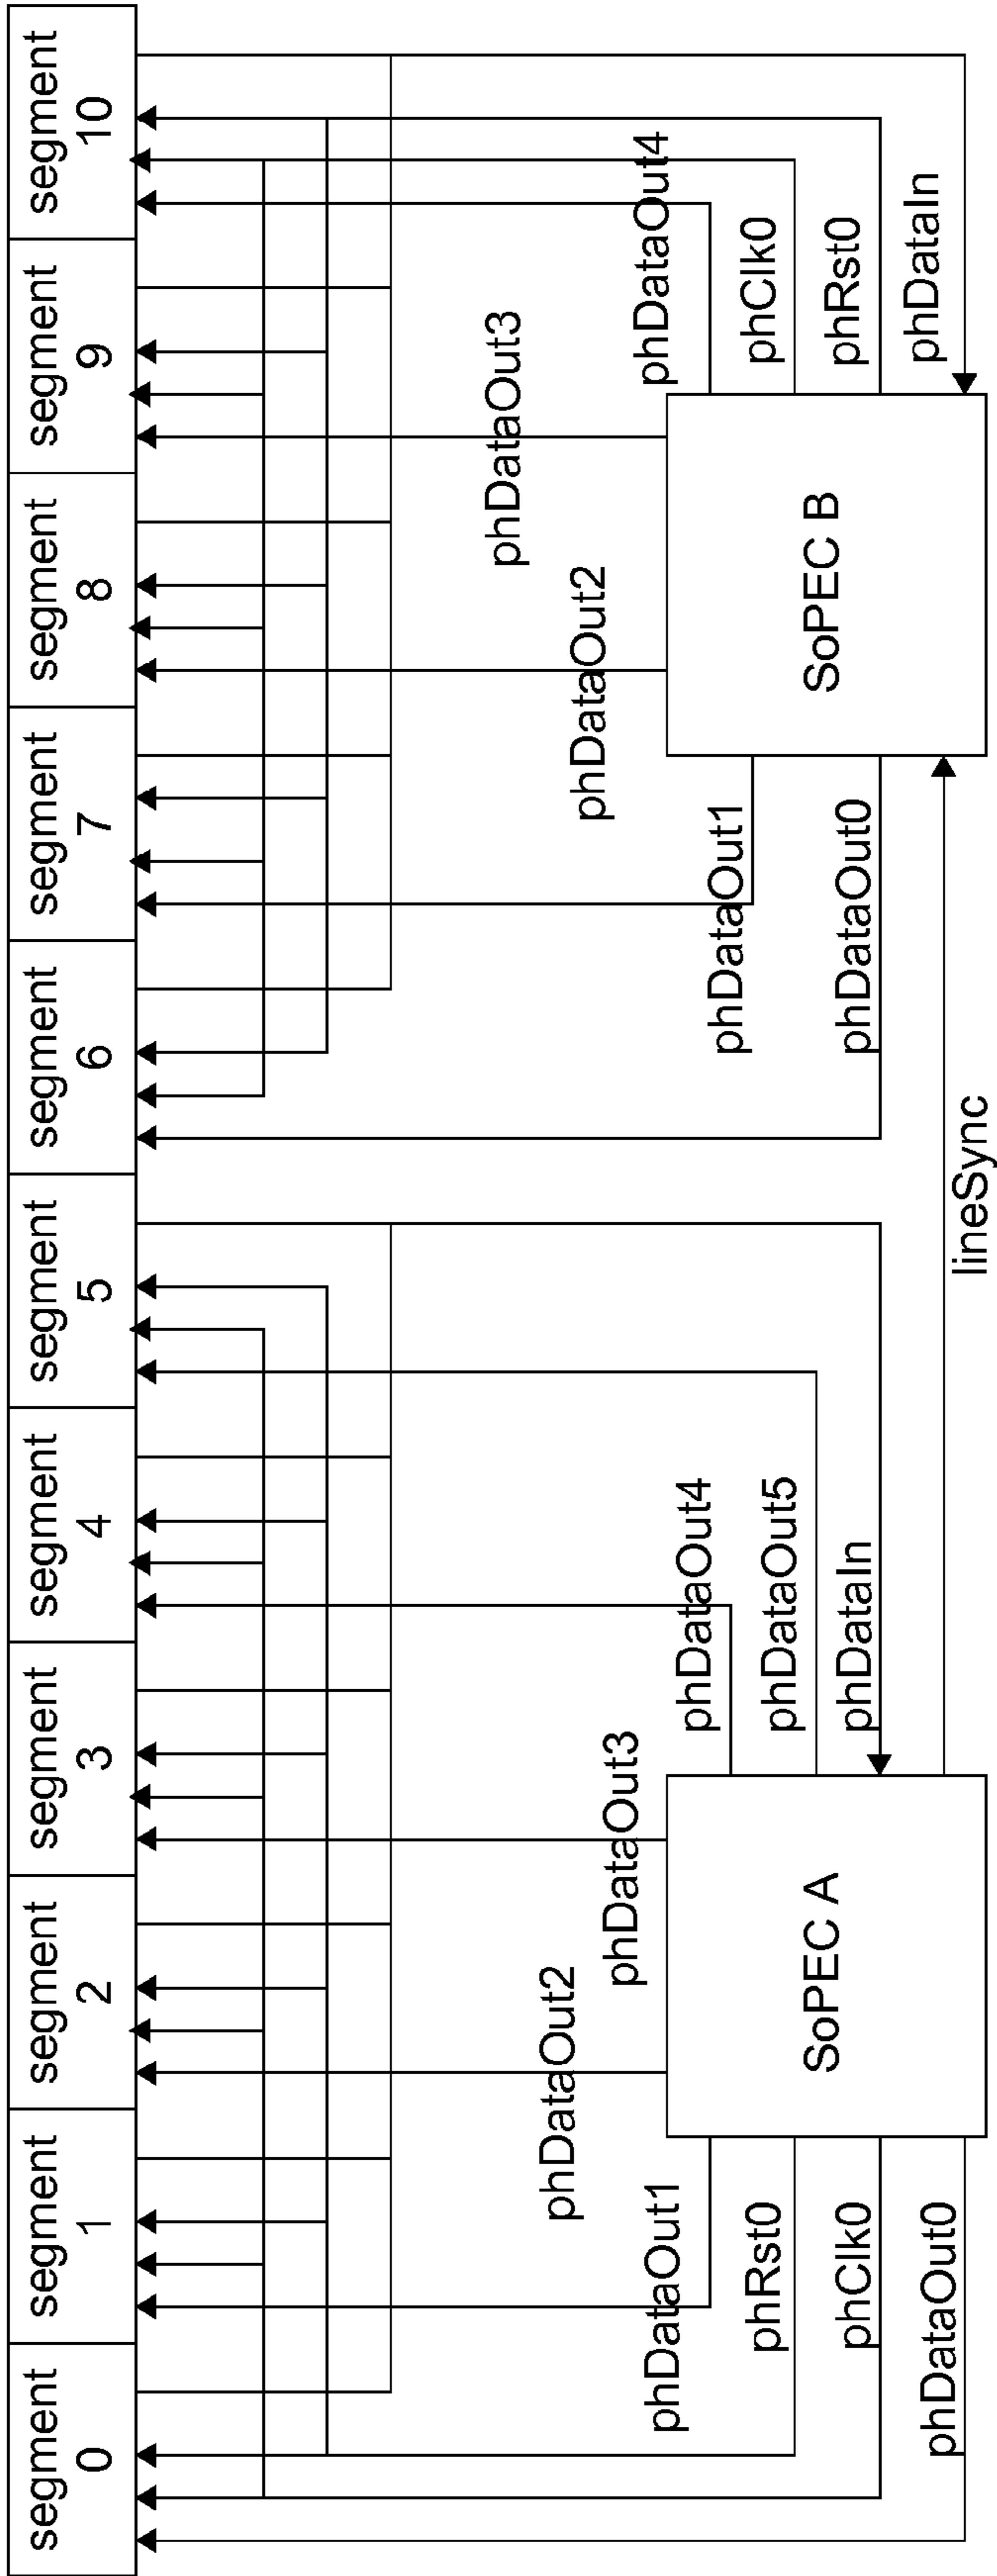 segment
0
segment
1
segment
2
segment
3
segment
4
segment
5
segment
6
segment
7
segment
8
segment
9
segment
10
phDataOut2
phDataOut3
phDataOut1
phDataOut4
phRst0
phDataOut5
phClk0
phDataIn
phDataOut0
SoPEC A
lineSync
phDataOut3
phDataOut2
phDataOut4
phDataOut1
phClk0
phDataOut0
phRst0
phDataIn
SoPEC B